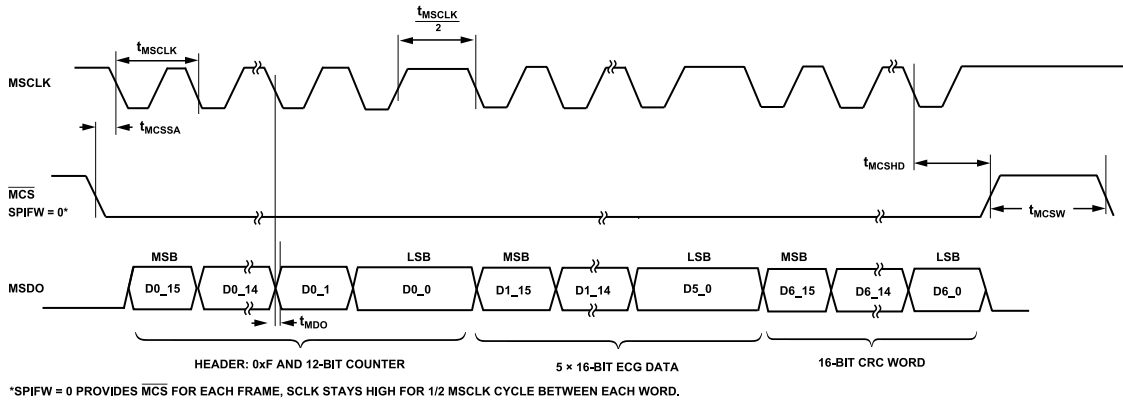 tMSCLK
tMSCLK
2
MSCLK
tMCSSA
tMCSHD
MCS
SPIFW = 0*
tMCSW
MSB LSB MSB LSB MSB LSB
MSDO
D0_15 D0_14 D0_1 D0_0 D1_15 D1_14 D5_0 D6_15 D6_14 D6_0
tMDO
HEADER: 0xF AND 12-BIT COUNTER 5 × 16-BIT ECG DATA 16-BIT CRC WORD
*SPIFW = 0 PROVIDES MCS FOR EACH FRAME, SCLK STAYS HIGH FOR 1/2 MSCLK CYCLE BETWEEN EACH WORD.